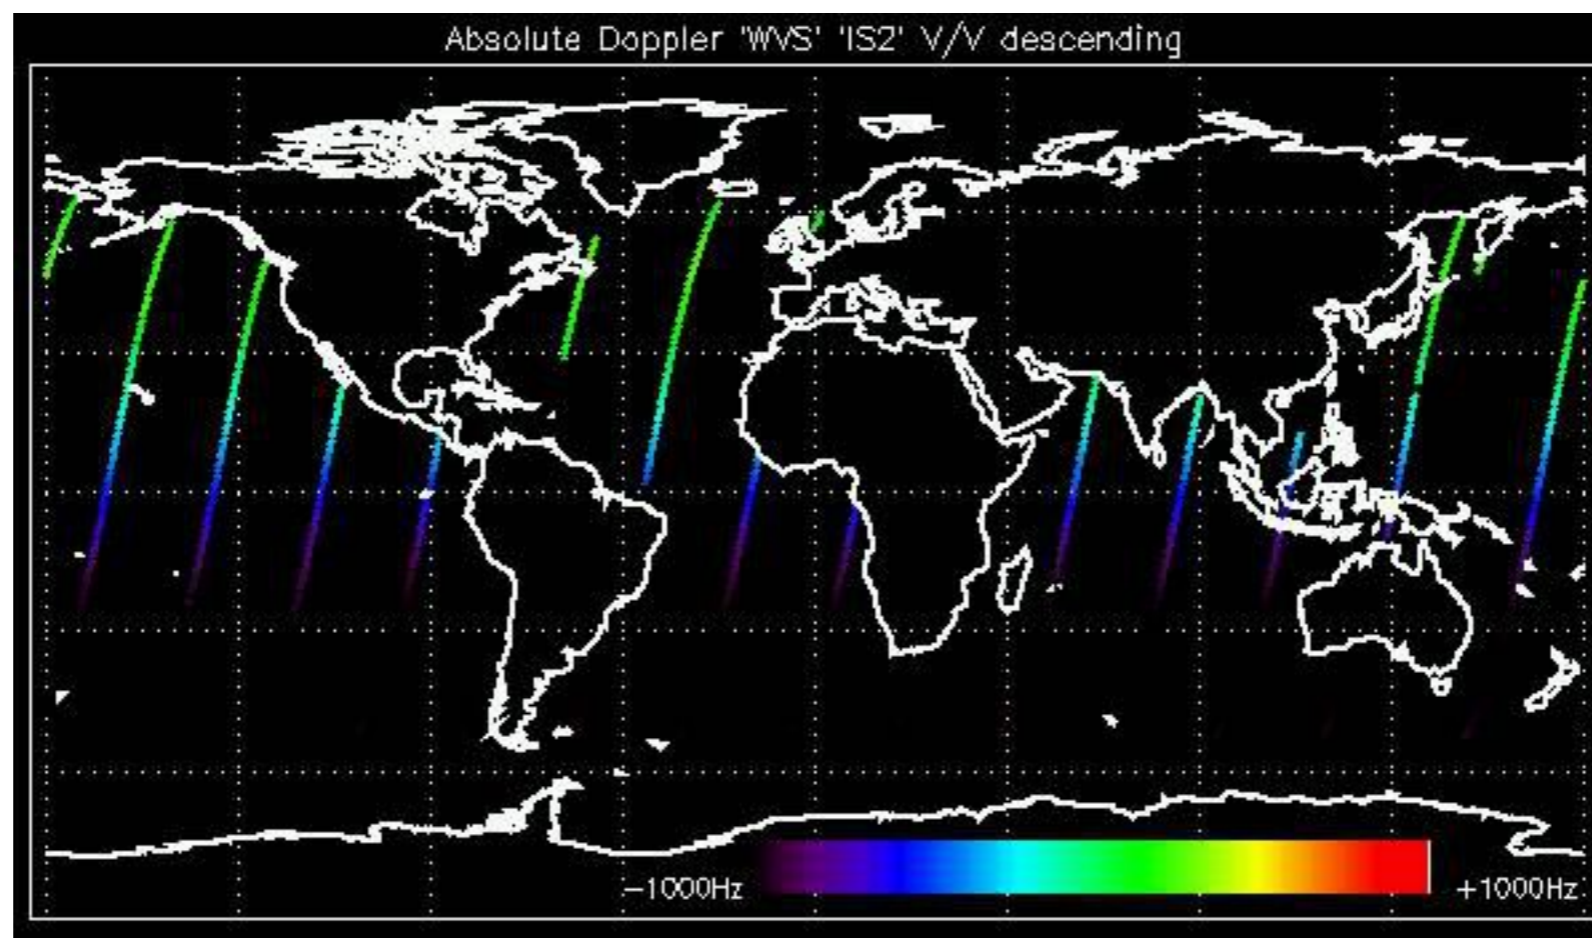 Absolute Doppler 'WVS' 'IS2' V/V descending
−1000Hz
+1000Hz